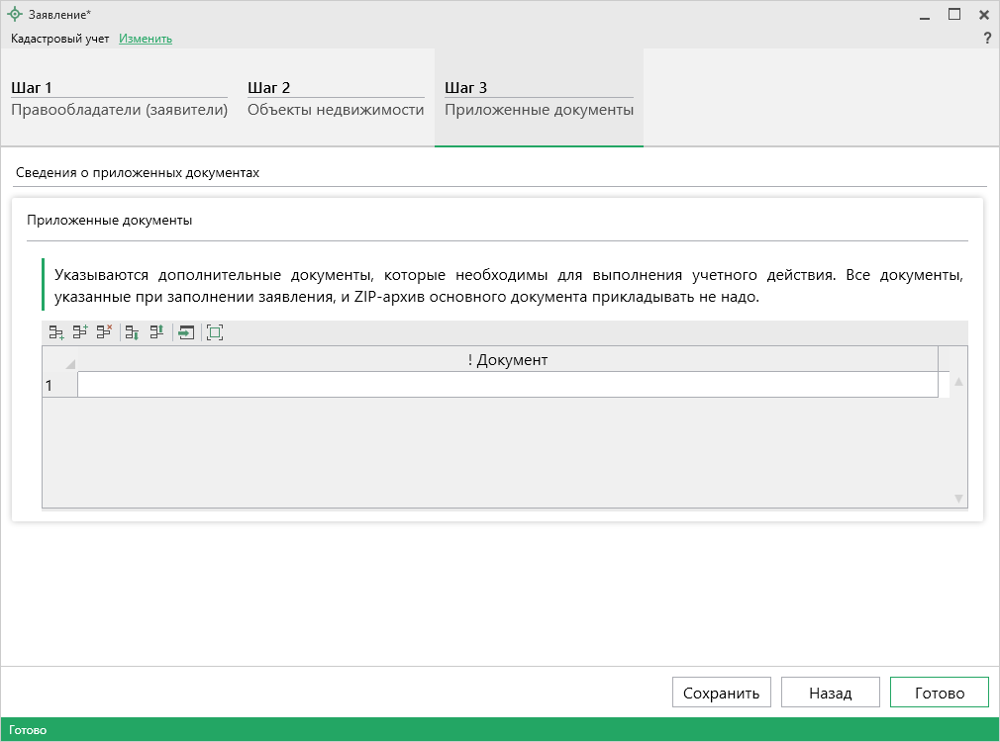 Заявление*
Кадастровый учет Изменить
?
Шаг 1
Правообладатели (заявители)
Шаг 2
Объекты недвижимости
Шаг 3
Приложенные документы
Сведения о приложенных документах
Приложенные документы
Указываются дополнительные документы, которые необходимы для выполнения учетного действия. Все документы,
указанные при заполнении заявления, и ZIP-архив основного документа прикладывать не надо.
! Документ
1
Сохранить
Назад
Готово
Готово